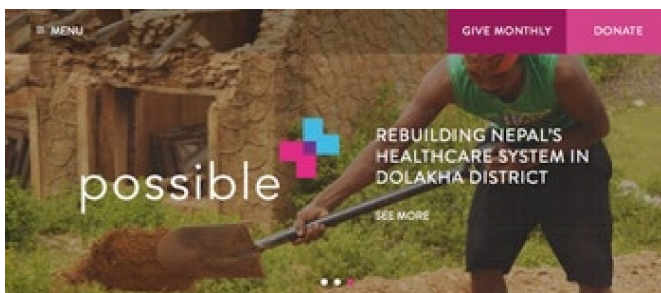 MENU
GIVE MONTHLY
DONATE
possible
REBUILDING NEPAL'S
HEALTHCARE SYSTEM IN
DOLAKHA DISTRICT
SEE MORE